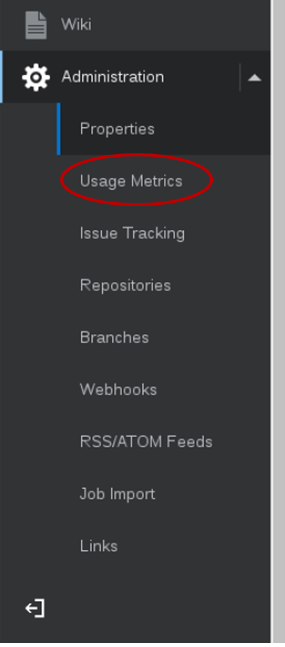 Wiki
Administration
Properties
Usage Metrics
Issue Tracking
Repositories
Branches
Webhooks
RSS/ATOM Feeds
Job Import
Links